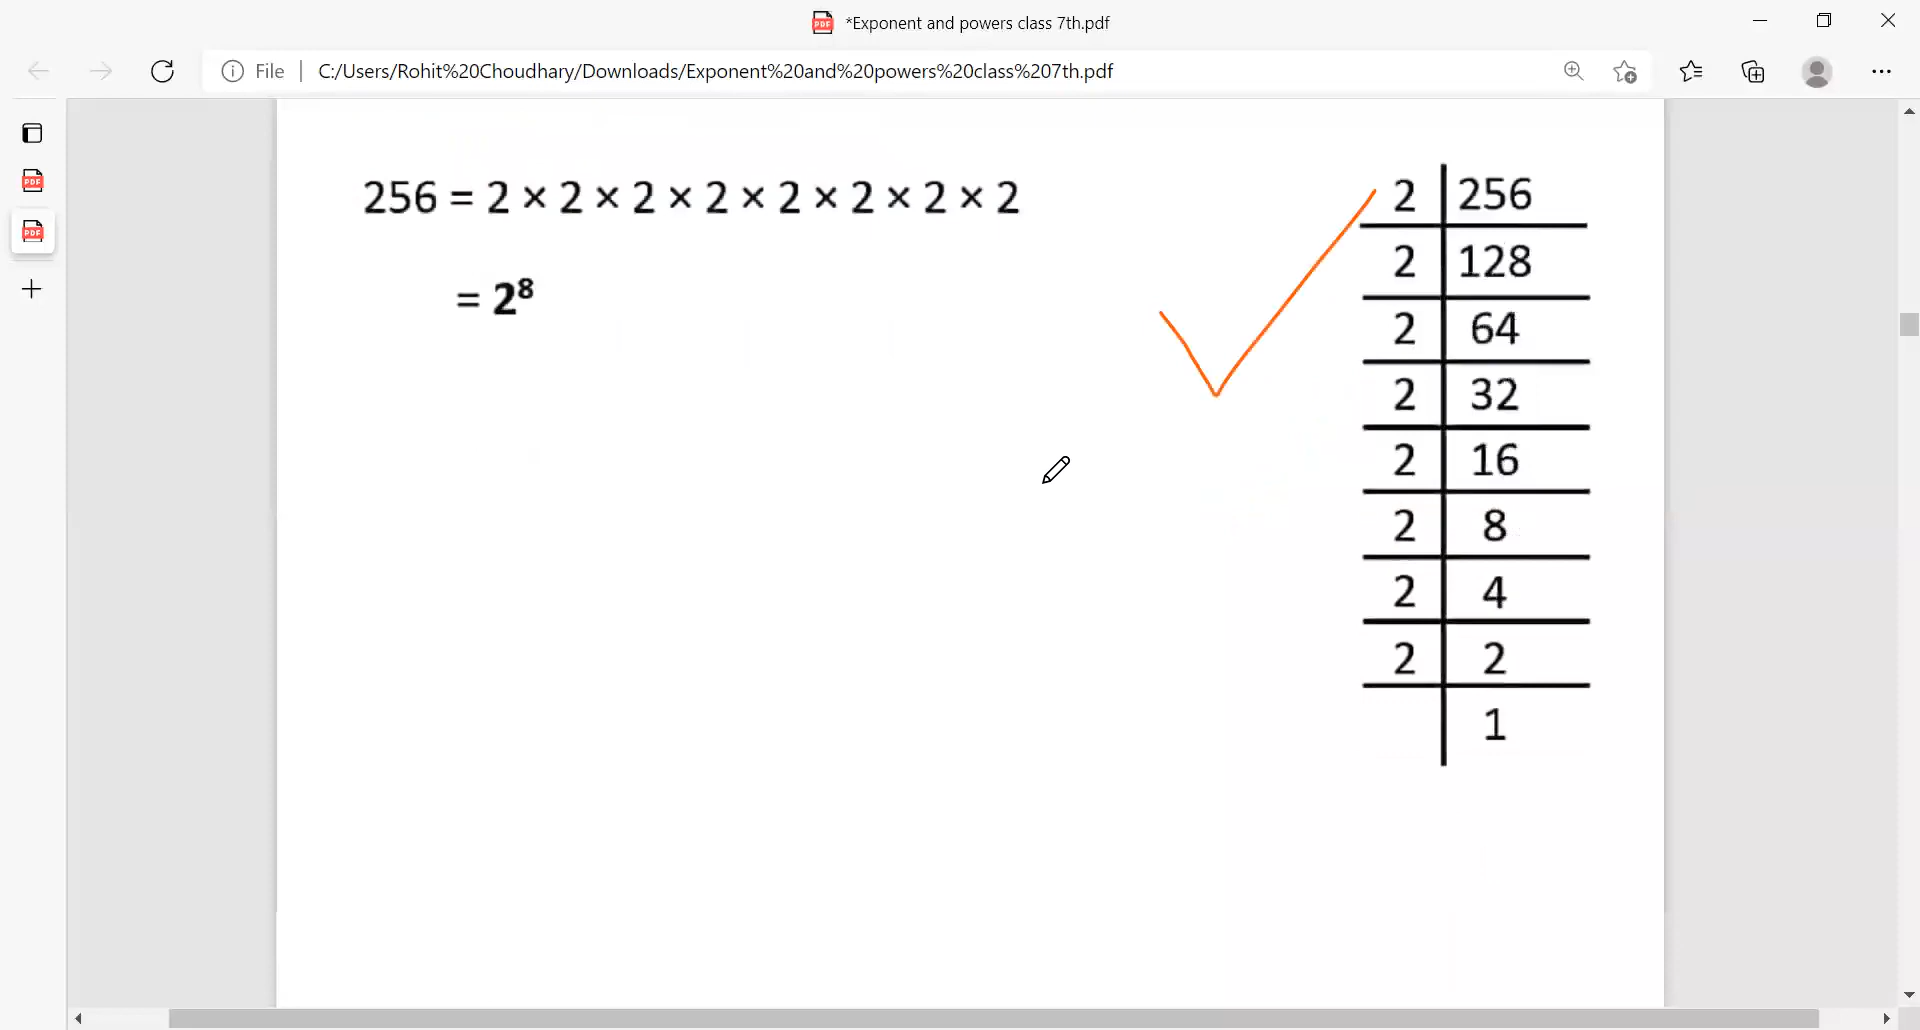 *Exponent and powers class 7th.pdf
File
C:/Users/Rohit%20Choudhary/Downloads/Exponent%20and%20powers%20class%207th.pdf
256 = 2 × 2 × 2 × 2 × 2 × 2 × 2 × 2
= 2⁸
2 256
2 128
2 64
2 32
2 16
2 8
2 4
2 2
1